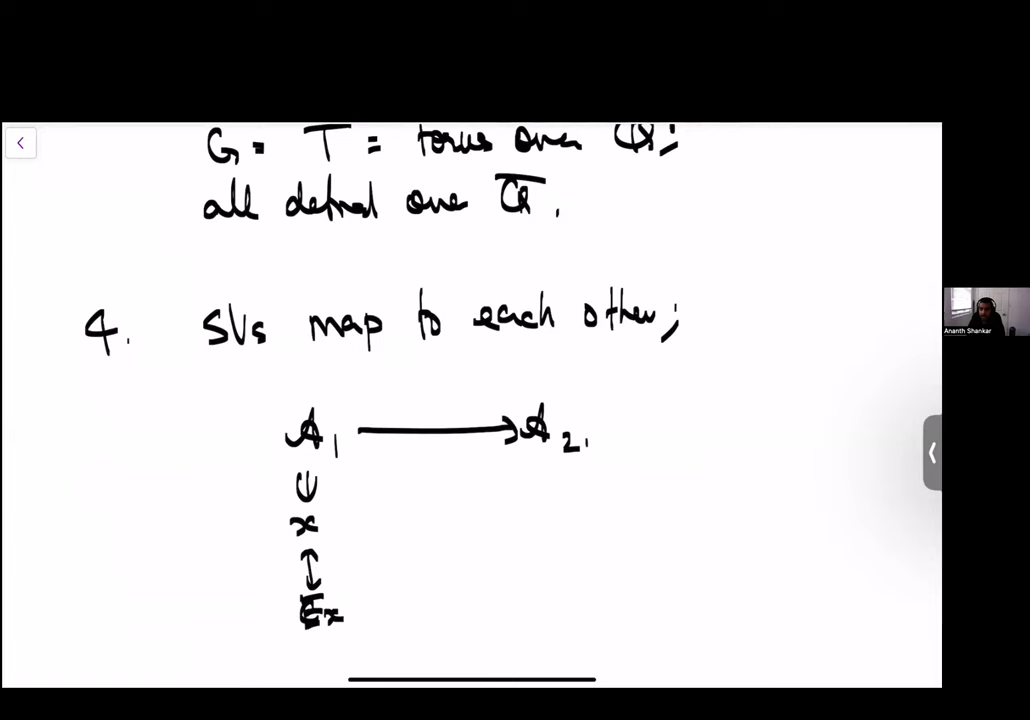 G = T = torus over Q;
all defined over Q̅.
4. SVs map to each other;
A₁ ⟶ A₂.
x
↕
Eₓ
Ananth Shankar